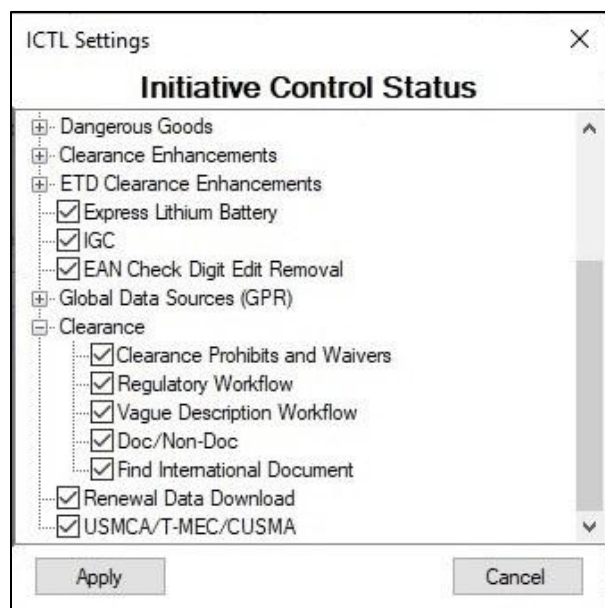 ICTL Settings
Initiative Control Status
Dangerous Goods
Clearance Enhancements
ETD Clearance Enhancements
Express Lithium Battery
IGC
EAN Check Digit Edit Removal
Global Data Sources (GPR)
Clearance
Clearance Prohibits and Waivers
Regulatory Workflow
Vague Description Workflow
Doc/Non-Doc
Find International Document
Renewal Data Download
USMCA/T-MEC/CUSMA
Apply Cancel